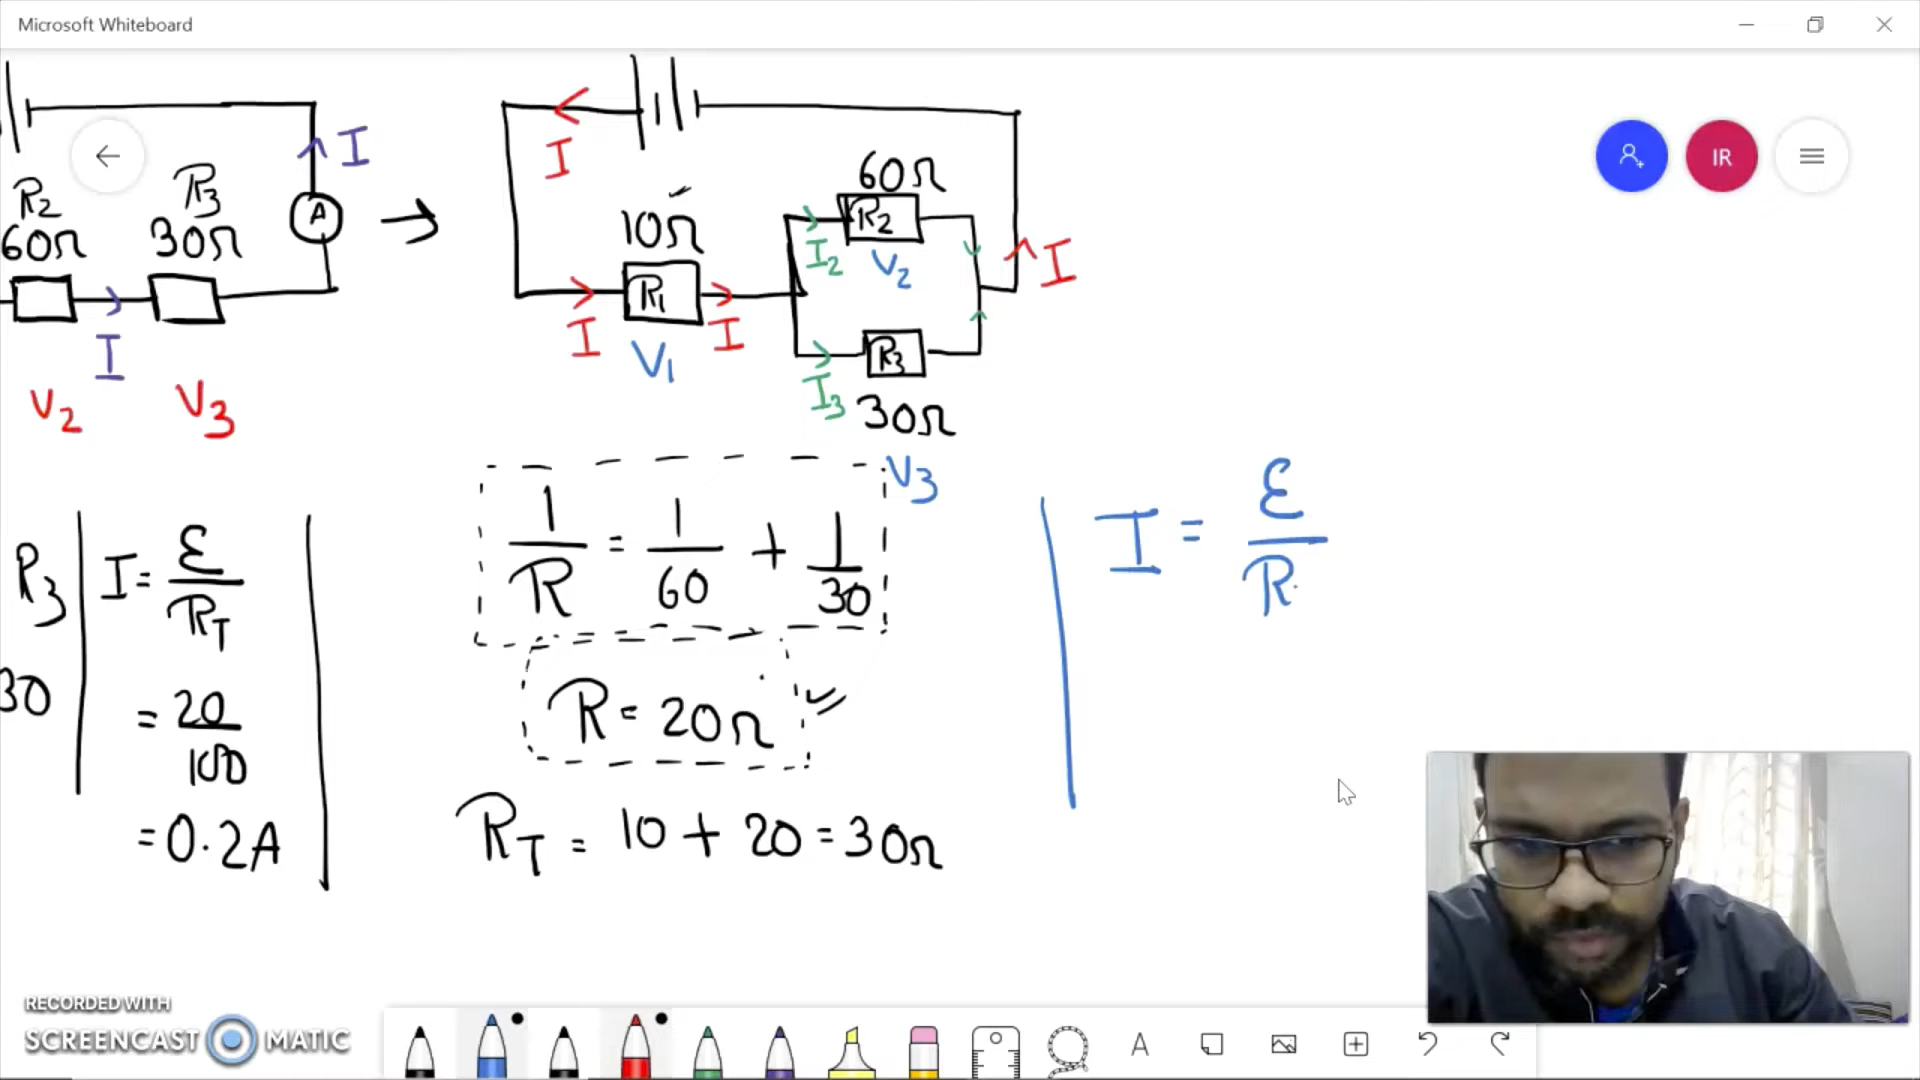 Microsoft Whiteboard
I
R2
60Ω
R3
30Ω
A
I
V2
V3
I
10Ω
R1
I
I
V1
60Ω
R2
I2
V2
I
R3
I3
30Ω
V3
IR
R3
30
I = ε/RT
= 20/100
= 0.2A
1/R = 1/60 + 1/30
R = 20Ω
RT = 10 + 20 = 30Ω
I = ε/R
RECORDED WITH
SCREENCAST MATIC
A